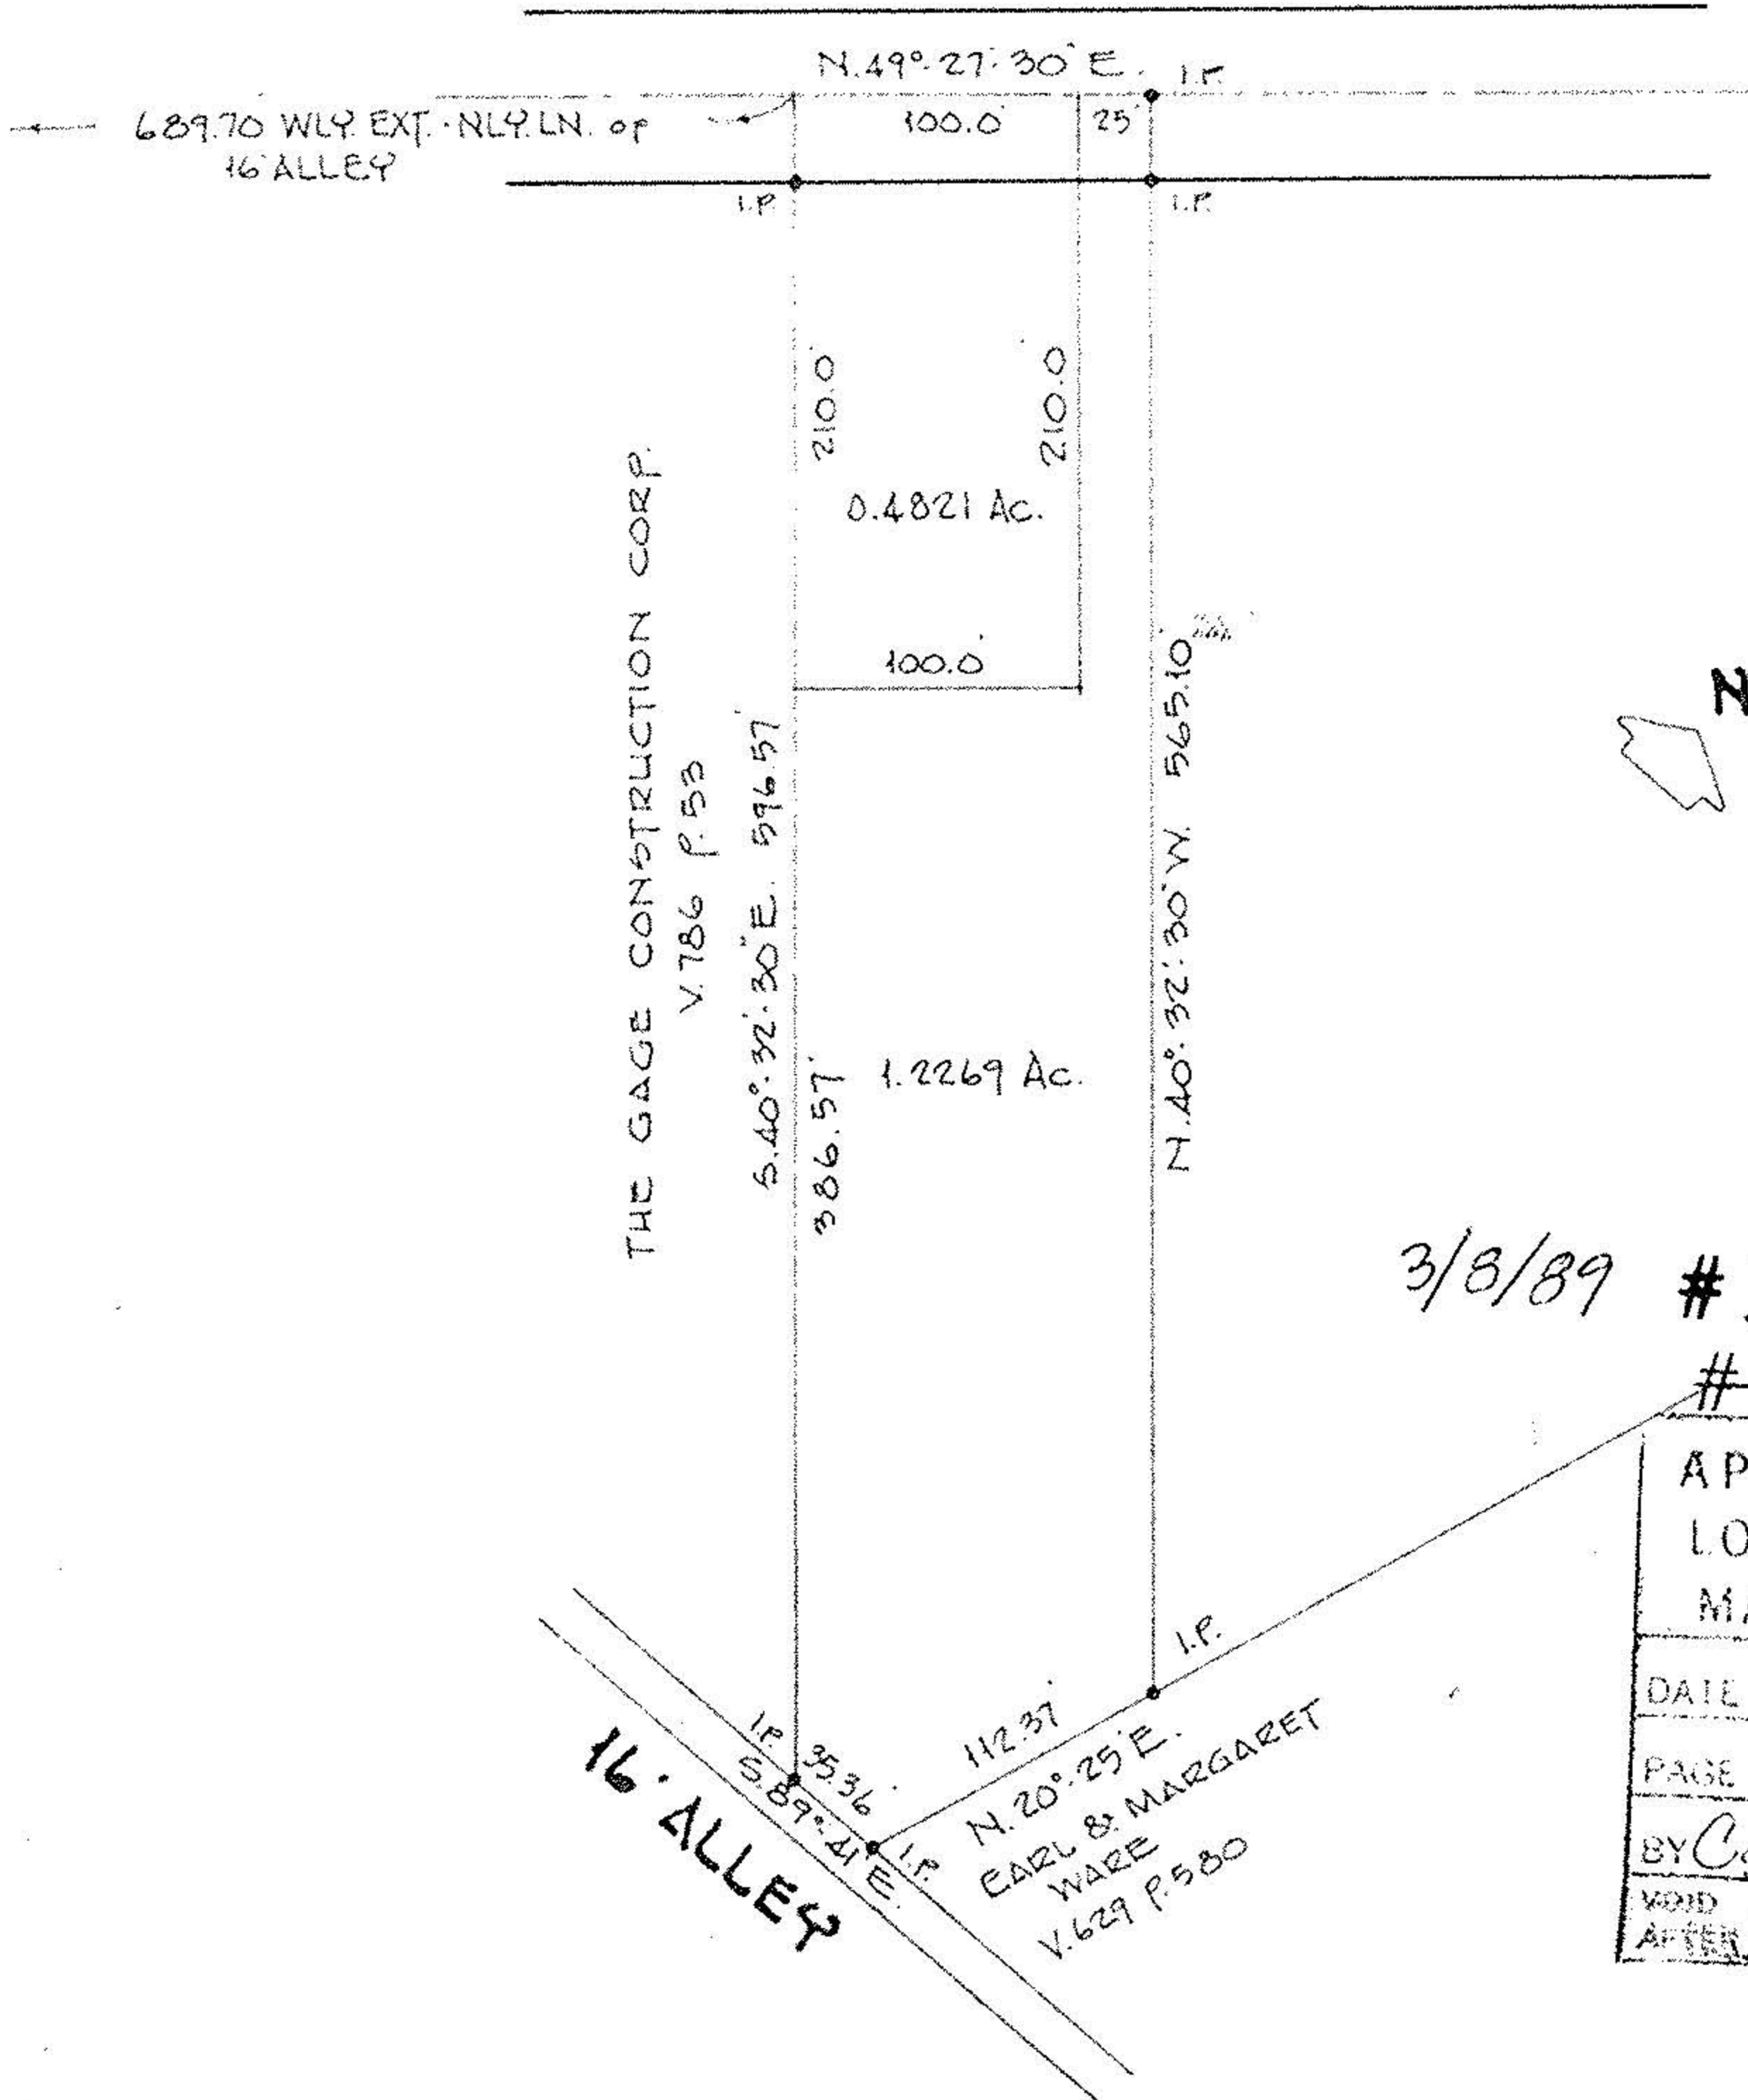 N.49°-27'-30" E.
I.P.
689.70 WLY. EXT.-NLY. LN. OF
16' ALLEY
100.0'
25'
I.P.
I.P.
210.0
210.0
0.4821 AC.
100.0'
THE GAGE CONSTRUCTION CORP.
V.786 P.53
S.40°-32'-30" E. 596.57'
386.57'
1.2269 AC.
N.40°-32'-30" W. 565.10'
N
3/8/89 #
#
AP
LO
DATE
PAGE
BY
VOID
AFTER
I.P.
112.37'
N. 20°-25' E.
EARL & MARGARET
WARE
V.629 P.580
I.P.
35.36'
S.89°-41' E.
I.P.
16' ALLEY